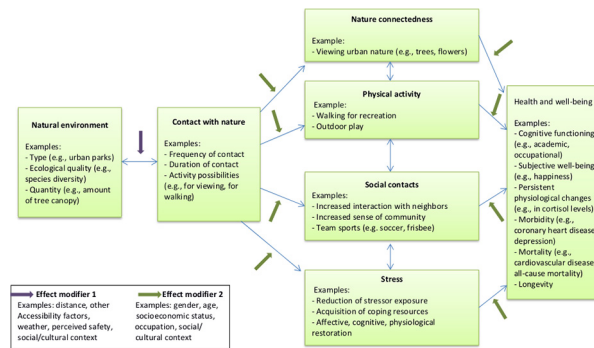 Nature connectedness
Example:
- Viewing urban nature (e.g., trees, flowers)
Physical activity
Example:
- Walking for recreation
- Outdoor play
Natural environment
Examples:
- Type (e.g., urban parks)
- Ecological quality (e.g.,
species diversity)
- Quantity (e.g., amount
of tree canopy)
Contact with nature
Examples:
- Frequency of contact
- Duration of contact
- Activity possibilities
(e.g., for viewing, for
walking)
Social contacts
Examples:
- Increased interaction with neighbors
- Increased sense of community
- Team sports (e.g. soccer, frisbee)
Stress
Examples:
- Reduction of stressor exposure
- Acquisition of coping resources
- Affective, cognitive, physiological
restoration
Health and well-being
Examples:
- Cognitive functioning
(e.g., academic,
occupational)
- Subjective well-being
(e.g., happiness)
- Persistent
physiological changes
(e.g., in cortisol levels)
- Morbidity (e.g.,
coronary heart disease
depression)
- Mortality (e.g.,
cardiovascular disease
all-cause mortality)
- Longevity
Effect modifier 1
Examples: distance, other
Accessibility factors,
weather, perceived safety,
social/cultural context
Effect modifier 2
Examples: gender, age,
socioeconomic status,
occupation, social/
cultural context